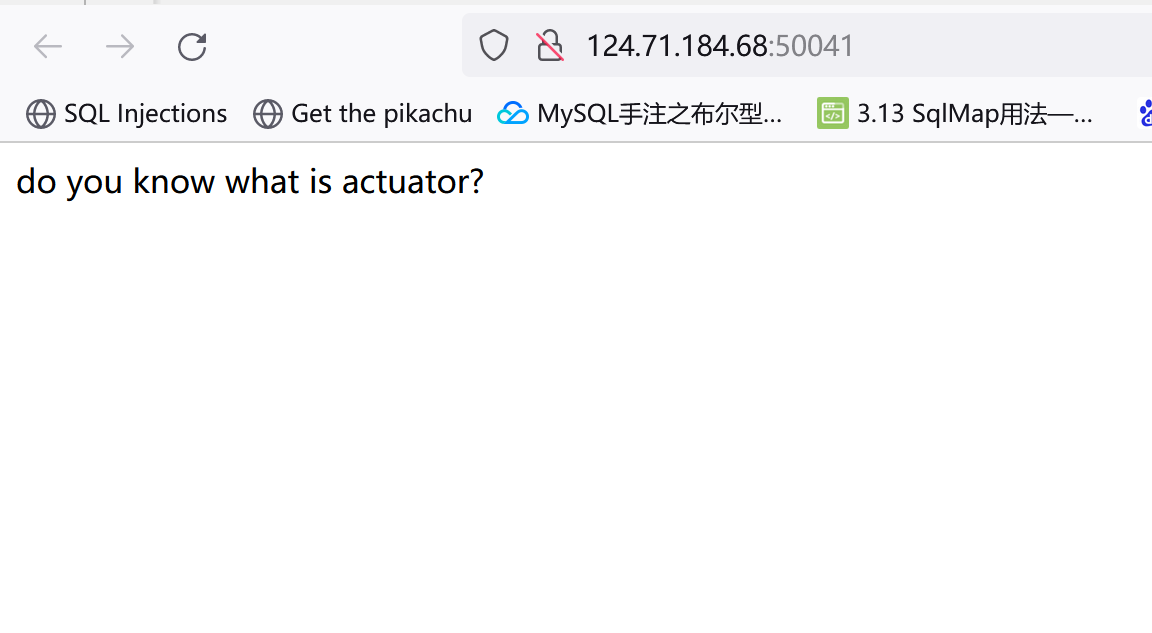 124.71.184.68:50041
SQL Injections Get the pikachu MySQL手注之布尔型... 3.13 SqlMap用法—...
do you know what is actuator?